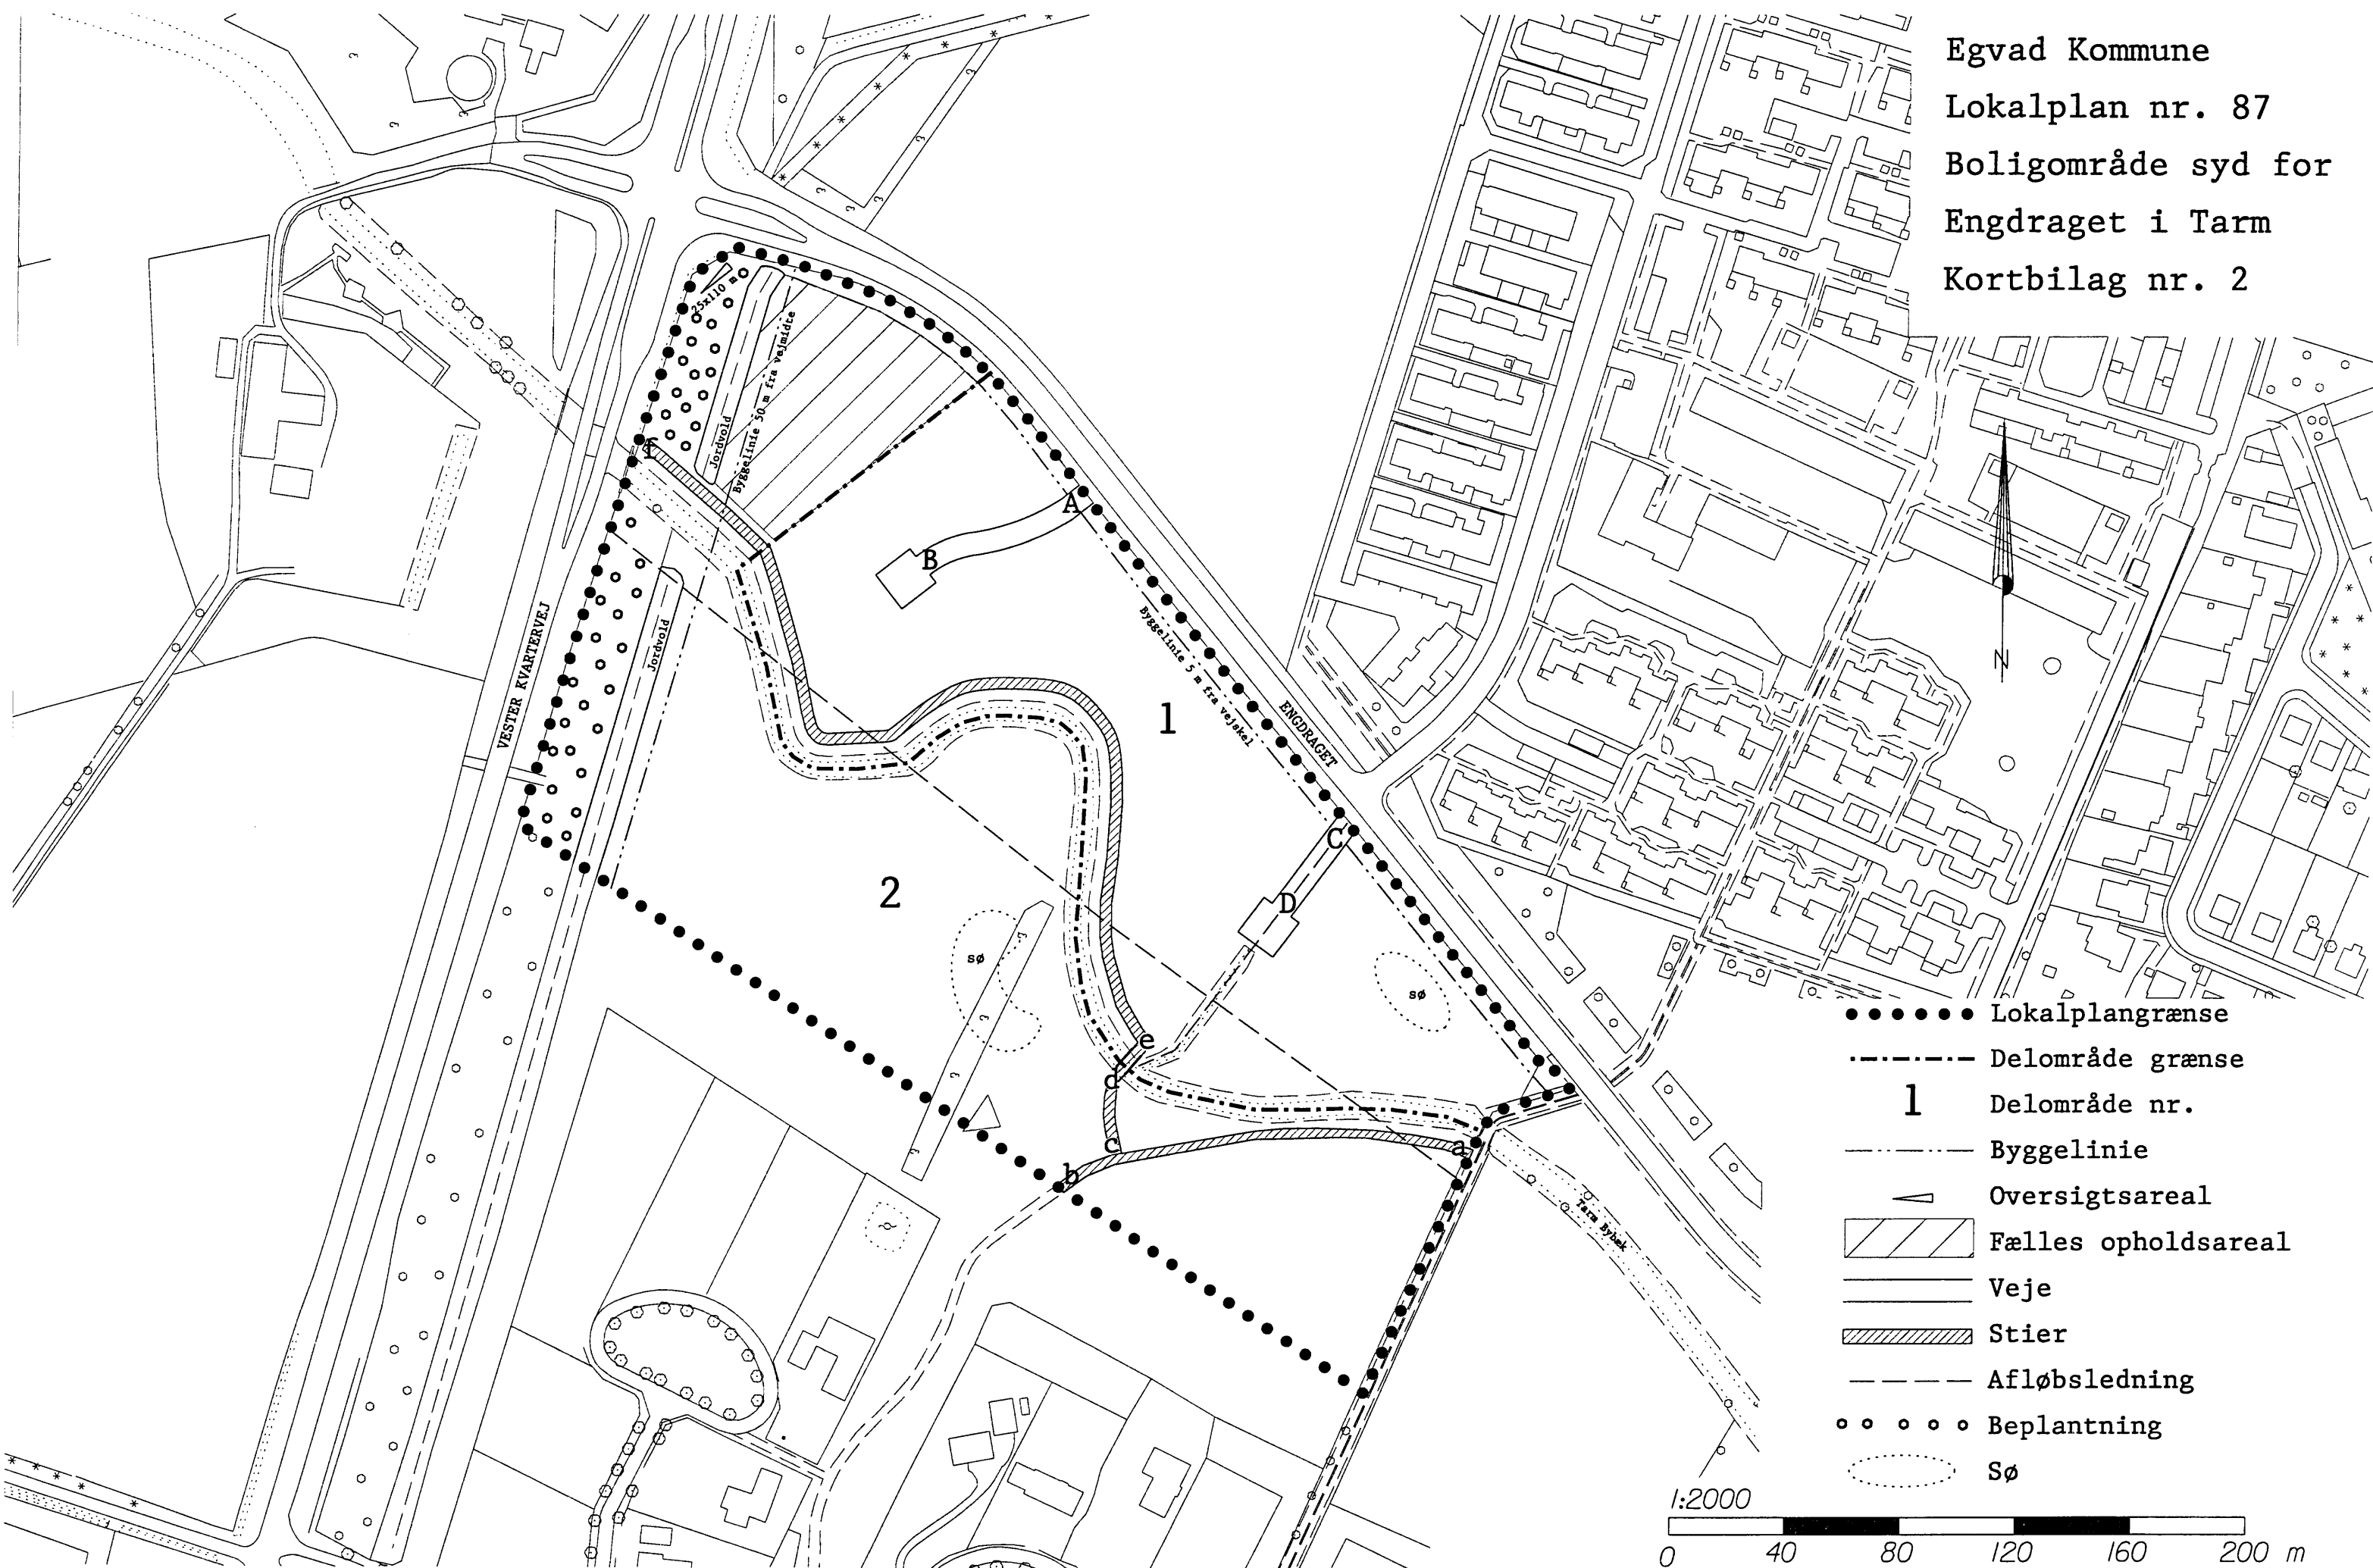 Egvad Kommune
Lokalplan nr. 87
Boligområde syd for
Engdraget i Tarm
Kortbilag nr. 2
25x110 m
Jordvold
Byggelinie 50 m fra vejmidte
f
A
B
Jordvold
VESTER KVARTERVEJ
Byggelinie 5 m fra vejskel
ENGDRAGET
1
C
2
D
sø
sø
e
d
c
a
b
Tarm Bybæk
N
Lokalplangrænse
Delområde grænse
1 Delområde nr.
Byggelinie
Oversigtsareal
Fælles opholdsareal
Veje
Stier
Afløbsledning
Beplantning
Sø
1:2000
0 40 80 120 160 200 m